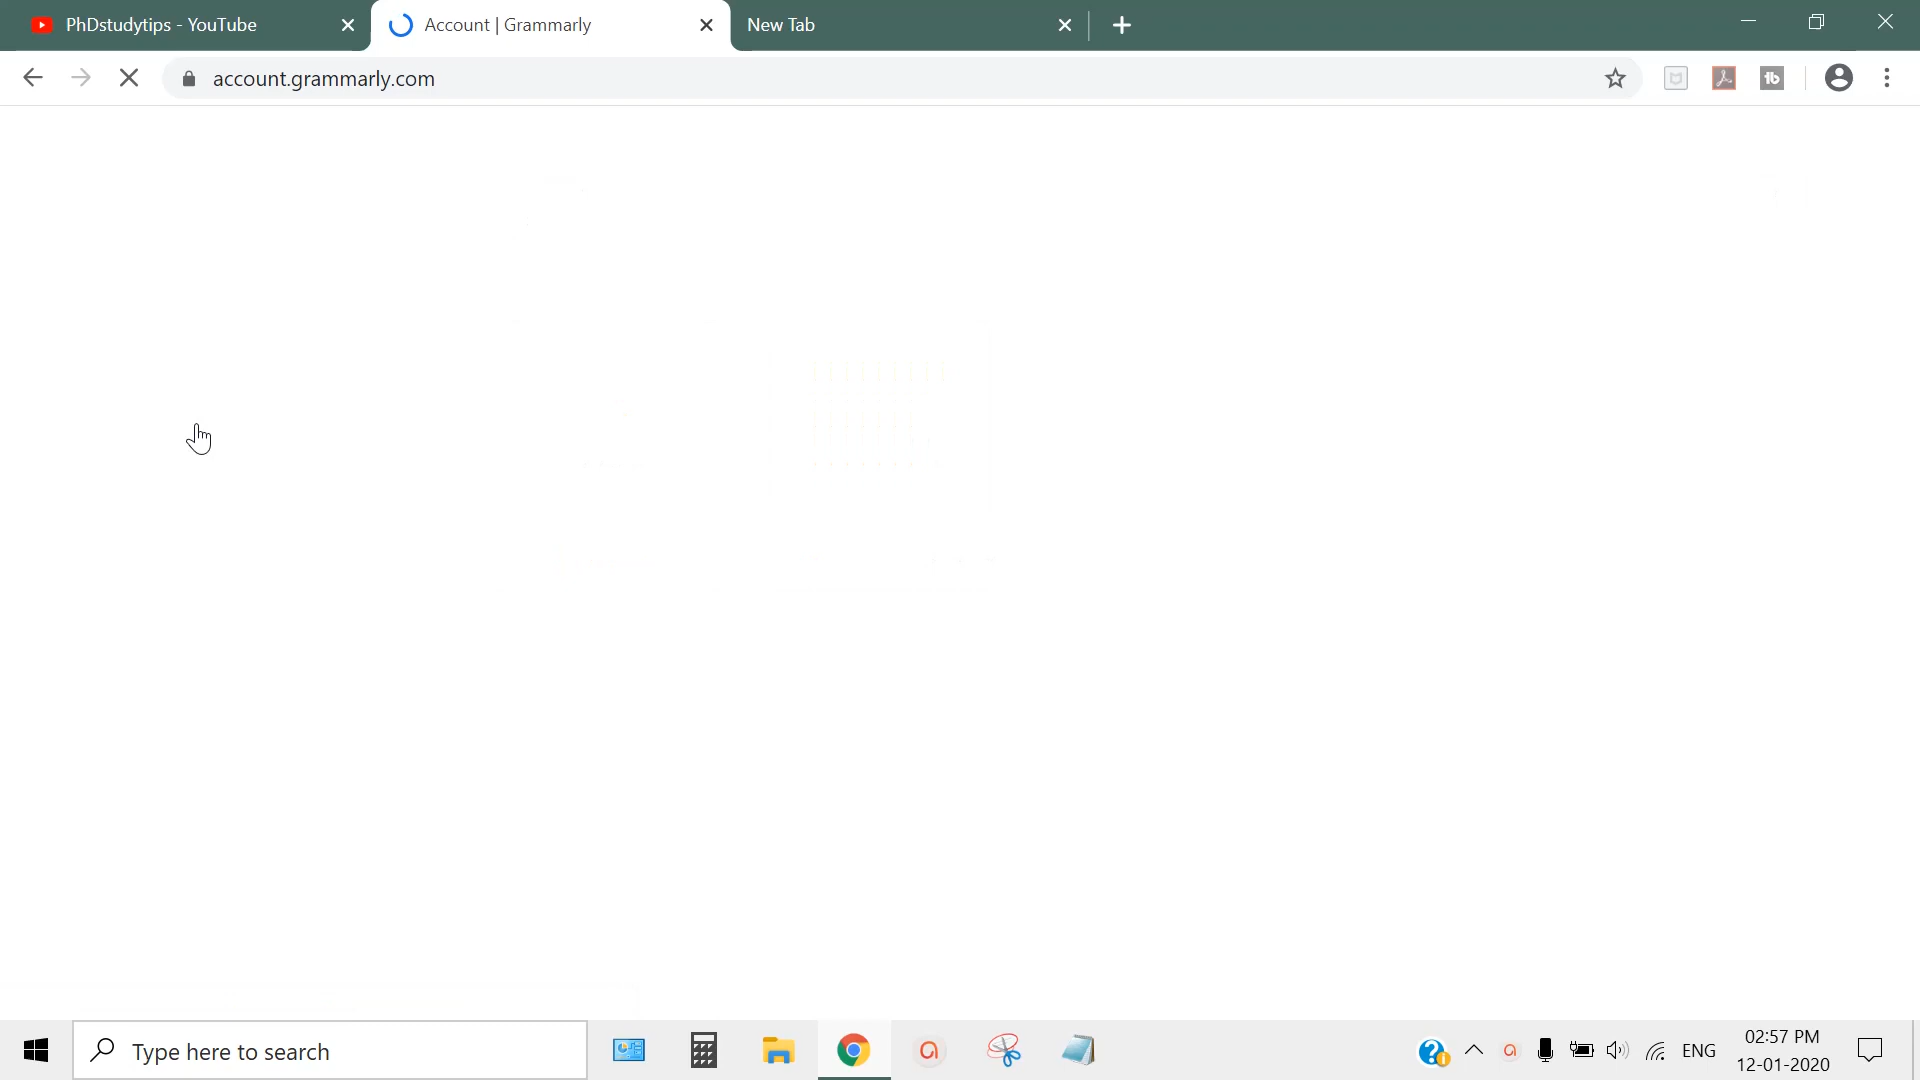 PhDstudytips - YouTube
Account | Grammarly
New Tab
account.grammarly.com
Type here to search
ENG
02:57 PM
12-01-2020